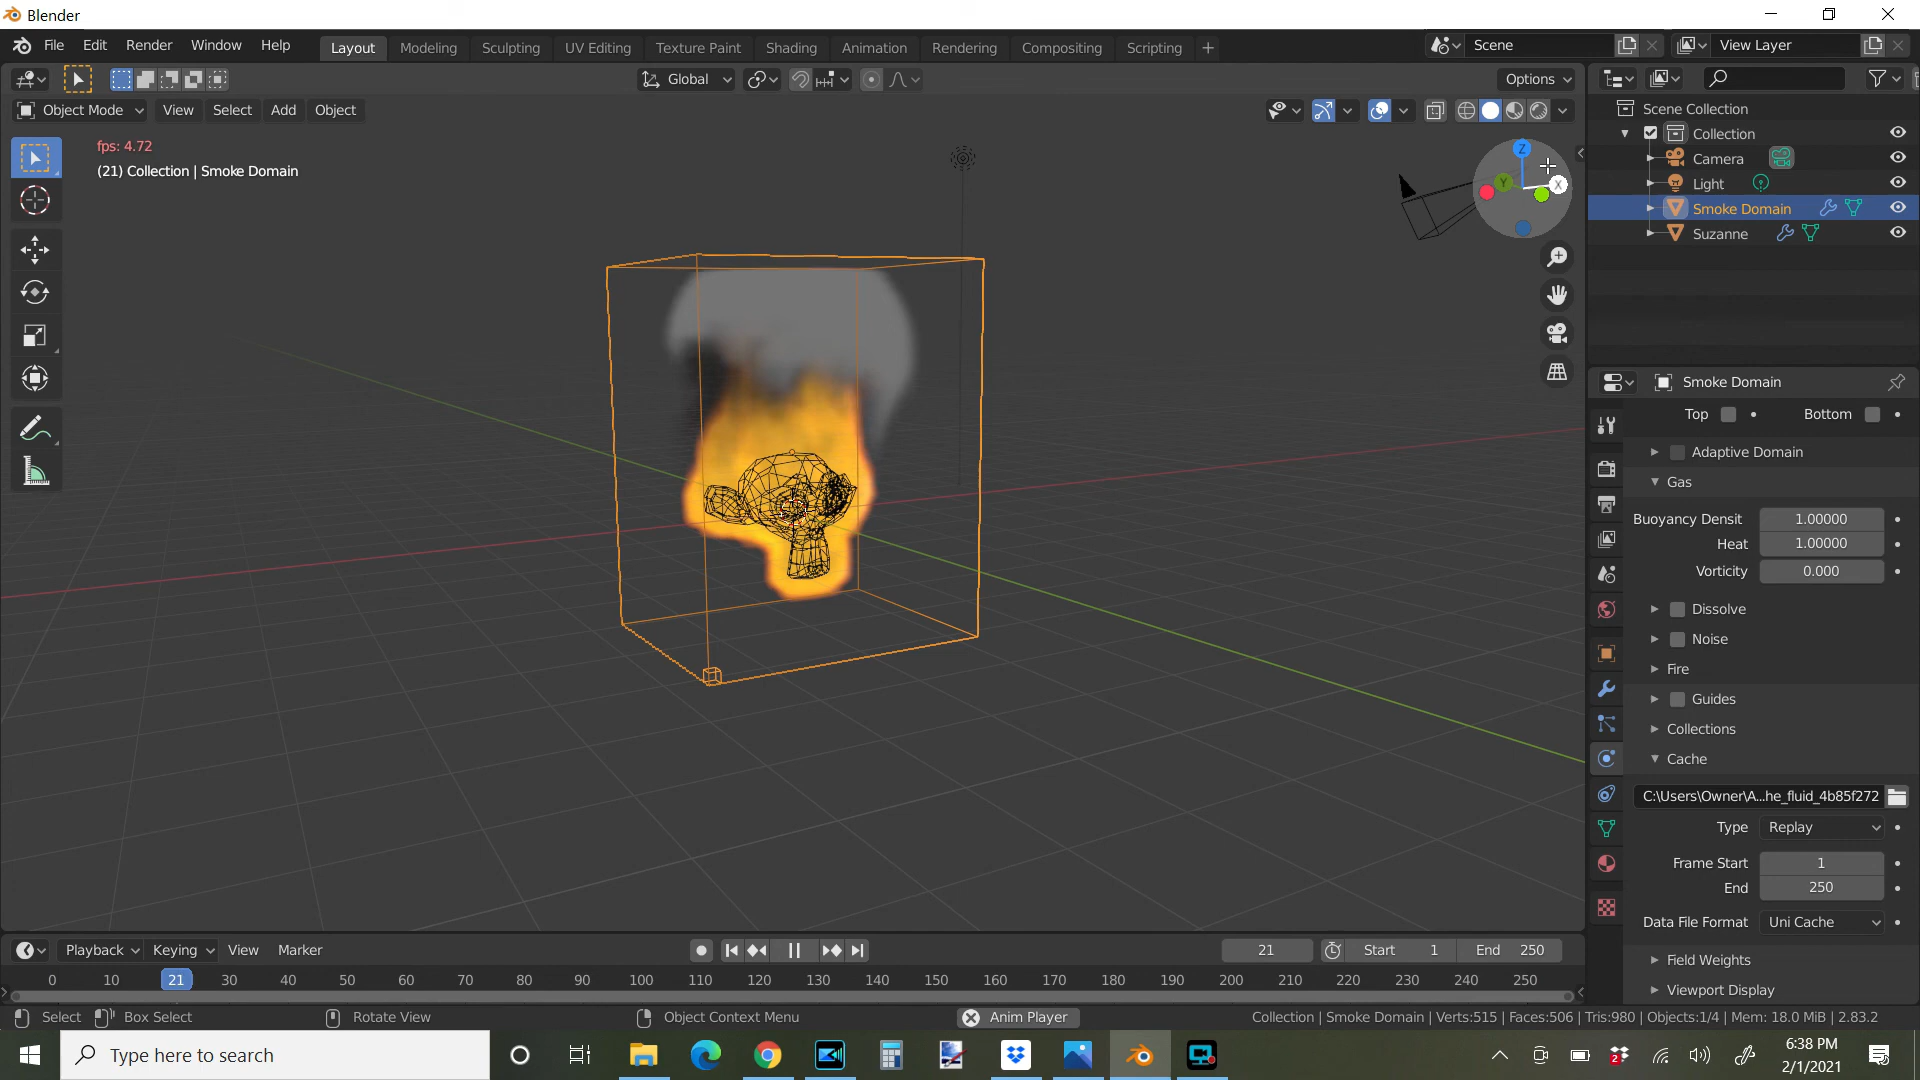 Blender
File Edit Render Window Help Layout Modeling Sculpting UV Editing Texture Paint Shading Animation Rendering Compositing Scripting + Scene View Layer
Global Options
Object Mode View Select Add Object
fps: 4.72
(21) Collection | Smoke Domain
Z
Y
X
Scene Collection
Collection
Camera
Light
Smoke Domain
Suzanne
Smoke Domain
Top Bottom
Adaptive Domain
Gas
Buoyancy Densit 1.00000
Heat 1.00000
Vorticity 0.000
Dissolve
Noise
Fire
Guides
Collections
Cache
C:\Users\Owner\A...he_fluid_4b85f272
Type Replay
Frame Start 1
End 250
Data File Format Uni Cache
Field Weights
Viewport Display
Playback Keying View Marker 21 Start 1 End 250
0 10 21 30 40 50 60 70 80 90 100 110 120 130 140 150 160 170 180 190 200 210 220 230 240 250
Select Box Select Rotate View Object Context Menu Anim Player Collection | Smoke Domain | Verts:515 | Faces:506 | Tris:980 | Objects:1/4 | Mem: 18.0 MiB | 2.83.2
Type here to search
2
6:38 PM
2/1/2021